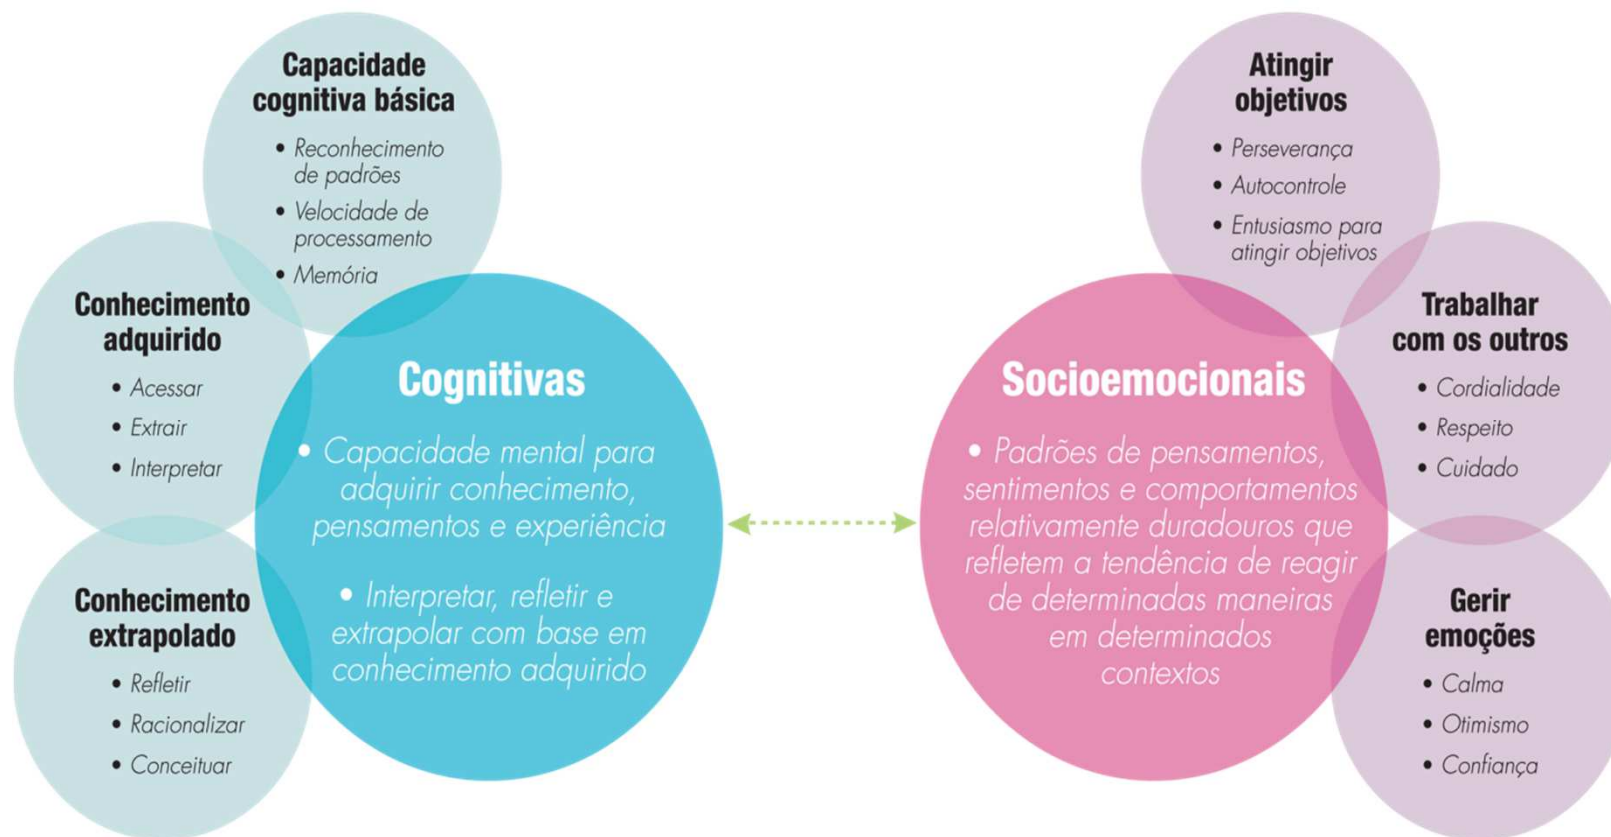 Capacidade
cognitiva básica
• Reconhecimento
de padrões
• Velocidade de
processamento
• Memória
Conhecimento
adquirido
• Acessar
• Extrair
• Interpretar
Conhecimento
extrapolado
• Refletir
• Racionalizar
• Conceituar
Cognitivas
• Capacidade mental para
adquirir conhecimento,
pensamentos e experiência
• Interpretar, refletir e
extrapolar com base em
conhecimento adquirido
Socioemocionais
• Padrões de pensamentos,
sentimentos e comportamentos
relativamente duradouros que
refletem a tendência de reagir
de determinadas maneiras
em determinados
contextos
Atingir
objetivos
• Perseverança
• Autocontrole
• Entusiasmo para
atingir objetivos
Trabalhar
com os outros
• Cordialidade
• Respeito
• Cuidado
Gerir
emoções
• Calma
• Otimismo
• Confiança